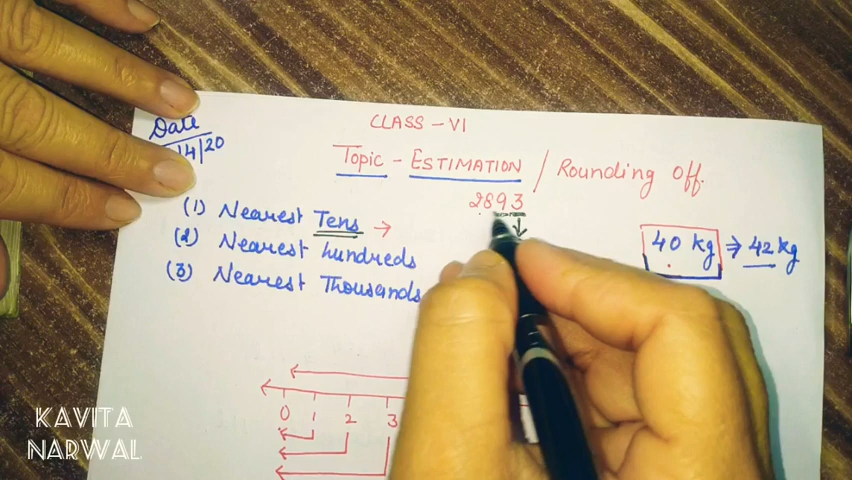 CLASS - VI
Date
14/20
Topic - ESTIMATION / Rounding Off.
2893
(1) Nearest Tens →
(2) Nearest hundreds
(3) Nearest Thousands
40 kg ⇒ 42 kg
0 1 2 3
KAVITA
NARWAL